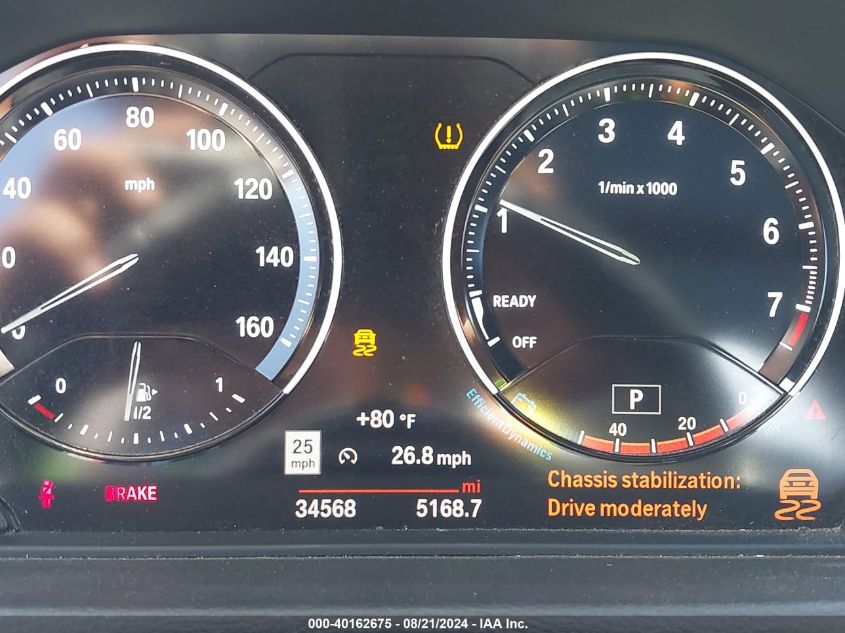 80
60
100
40
mph
120
0
140
0
160
0
1
1/2
2
3
4
5
1/min x 1000
1
6
READY
7
OFF
P
0
20
40
EfficientDynamics
+80 °F
25
mph
26.8 mph
mi
34568
5168.7
BRAKE
Chassis stabilization:
Drive moderately
000-40162675 - 08/21/2024 - IAA Inc.